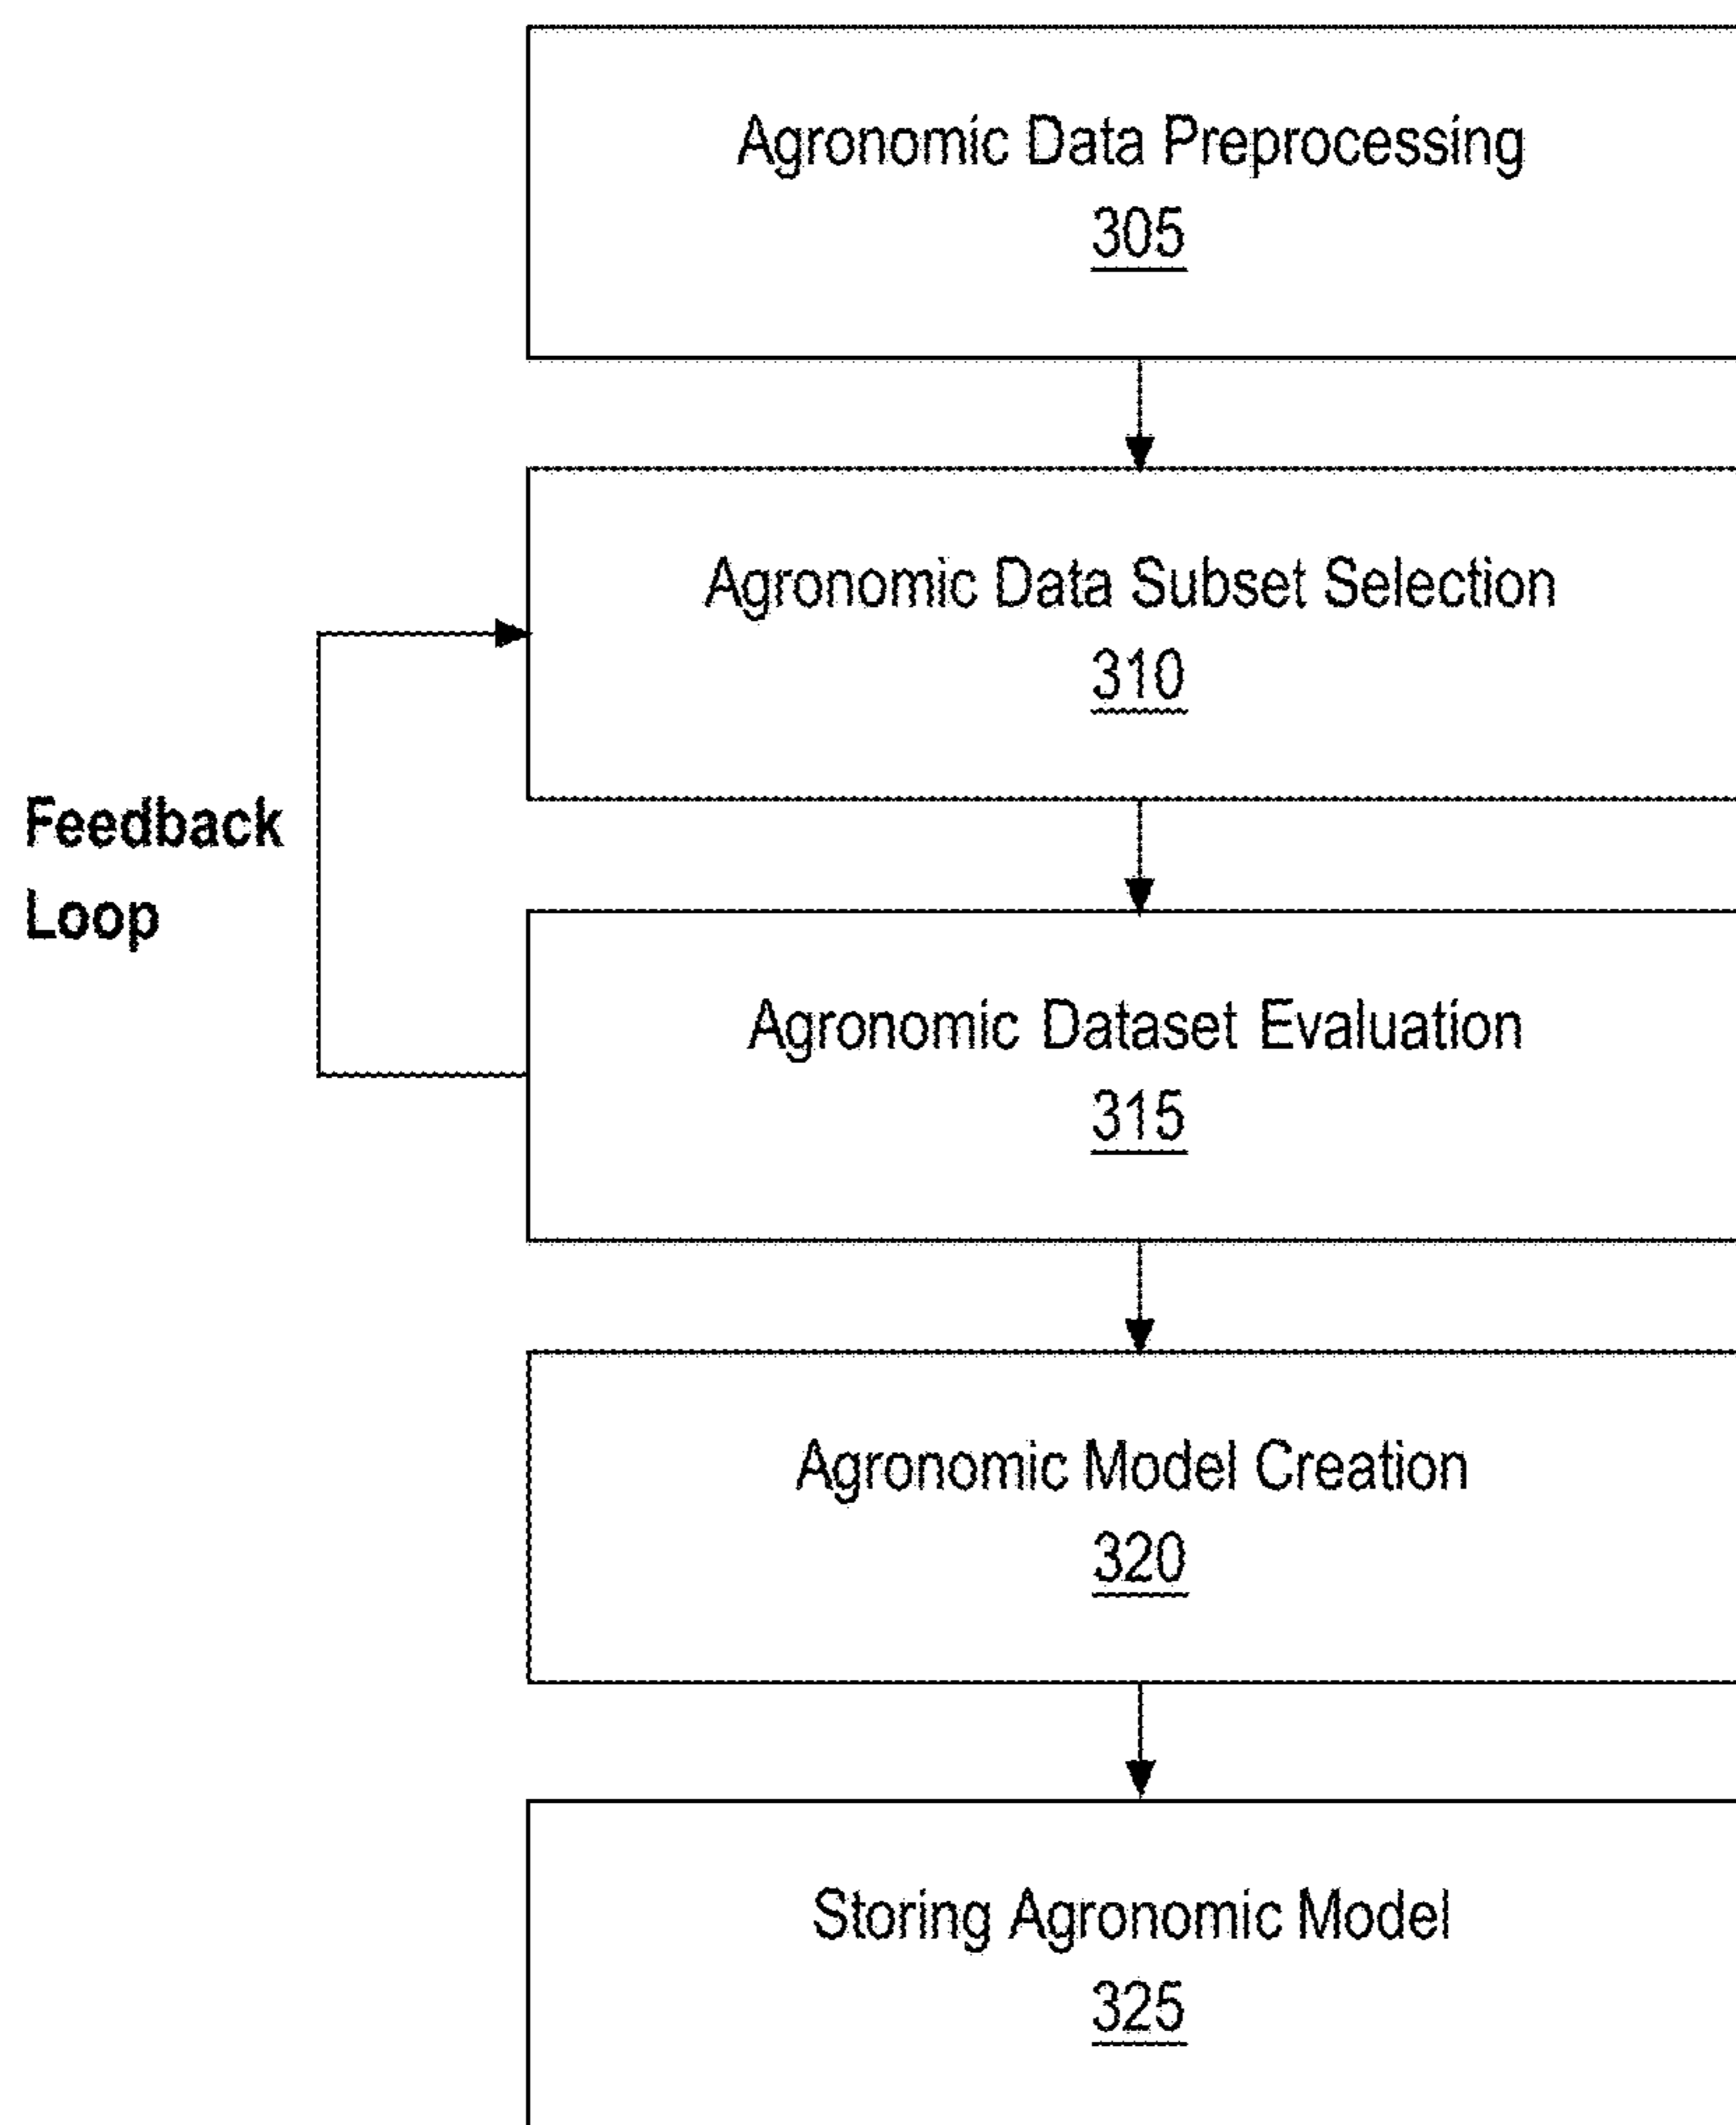 Agronomic Data Preprocessing
305
Agronomic Data Subset Selection
310
Feedback
Loop
Agronomic Dataset Evaluation
315
Agronomic Model Creation
320
Storing Agronomic Model
325